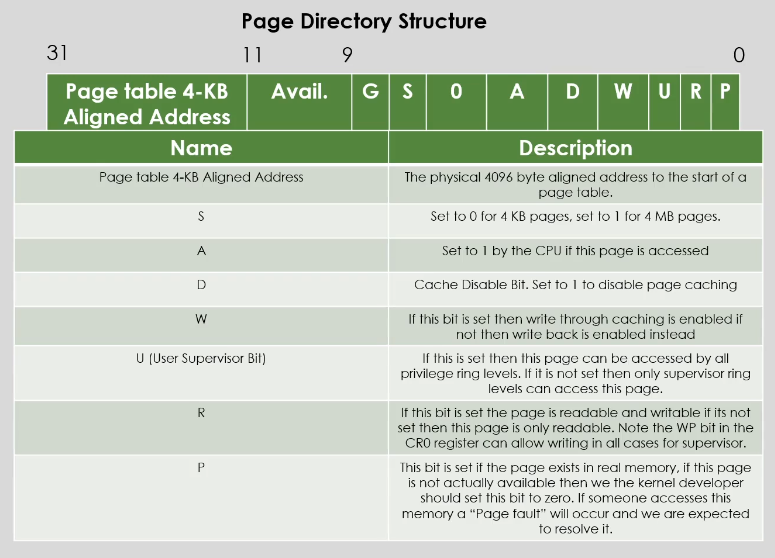 Page Directory Structure
31 11 9 0
Page table 4-KB
Aligned Address
Avail. G S 0 A D W U R P
Name Description
Page table 4-KB Aligned Address
The physical 4096 byte aligned address to the start of a
page table.
S
Set to 0 for 4 KB pages, set to 1 for 4 MB pages.
A
Set to 1 by the CPU if this page is accessed
D
Cache Disable Bit. Set to 1 to disable page caching
W
If this bit is set then write through caching is enabled if
not then write back is enabled instead
U (User Supervisor Bit)
If this is set then this page can be accessed by all
privilege ring levels. If it is not set then only supervisor ring
levels can access this page.
R
If this bit is set the page is readable and writable if its not
set then this page is only readable. Note the WP bit in the
CR0 register can allow writing in all cases for supervisor.
P
This bit is set if the page exists in real memory, if this page
is not actually available then we the kernel developer
should set this bit to zero. If someone accesses this
memory a “Page fault” will occur and we are expected
to resolve it.